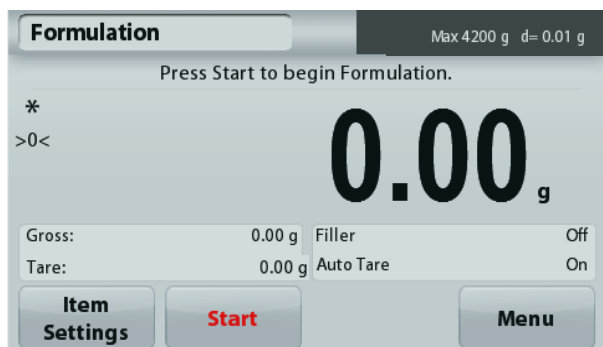 Formulation
Max 4200 g d= 0.01 g
Press Start to begin Formulation.
*
>0<
0.00 g
Gross: 0.00 g
Tare: 0.00 g
Filler Off
Auto Tare On
Item
Settings
Start
Menu